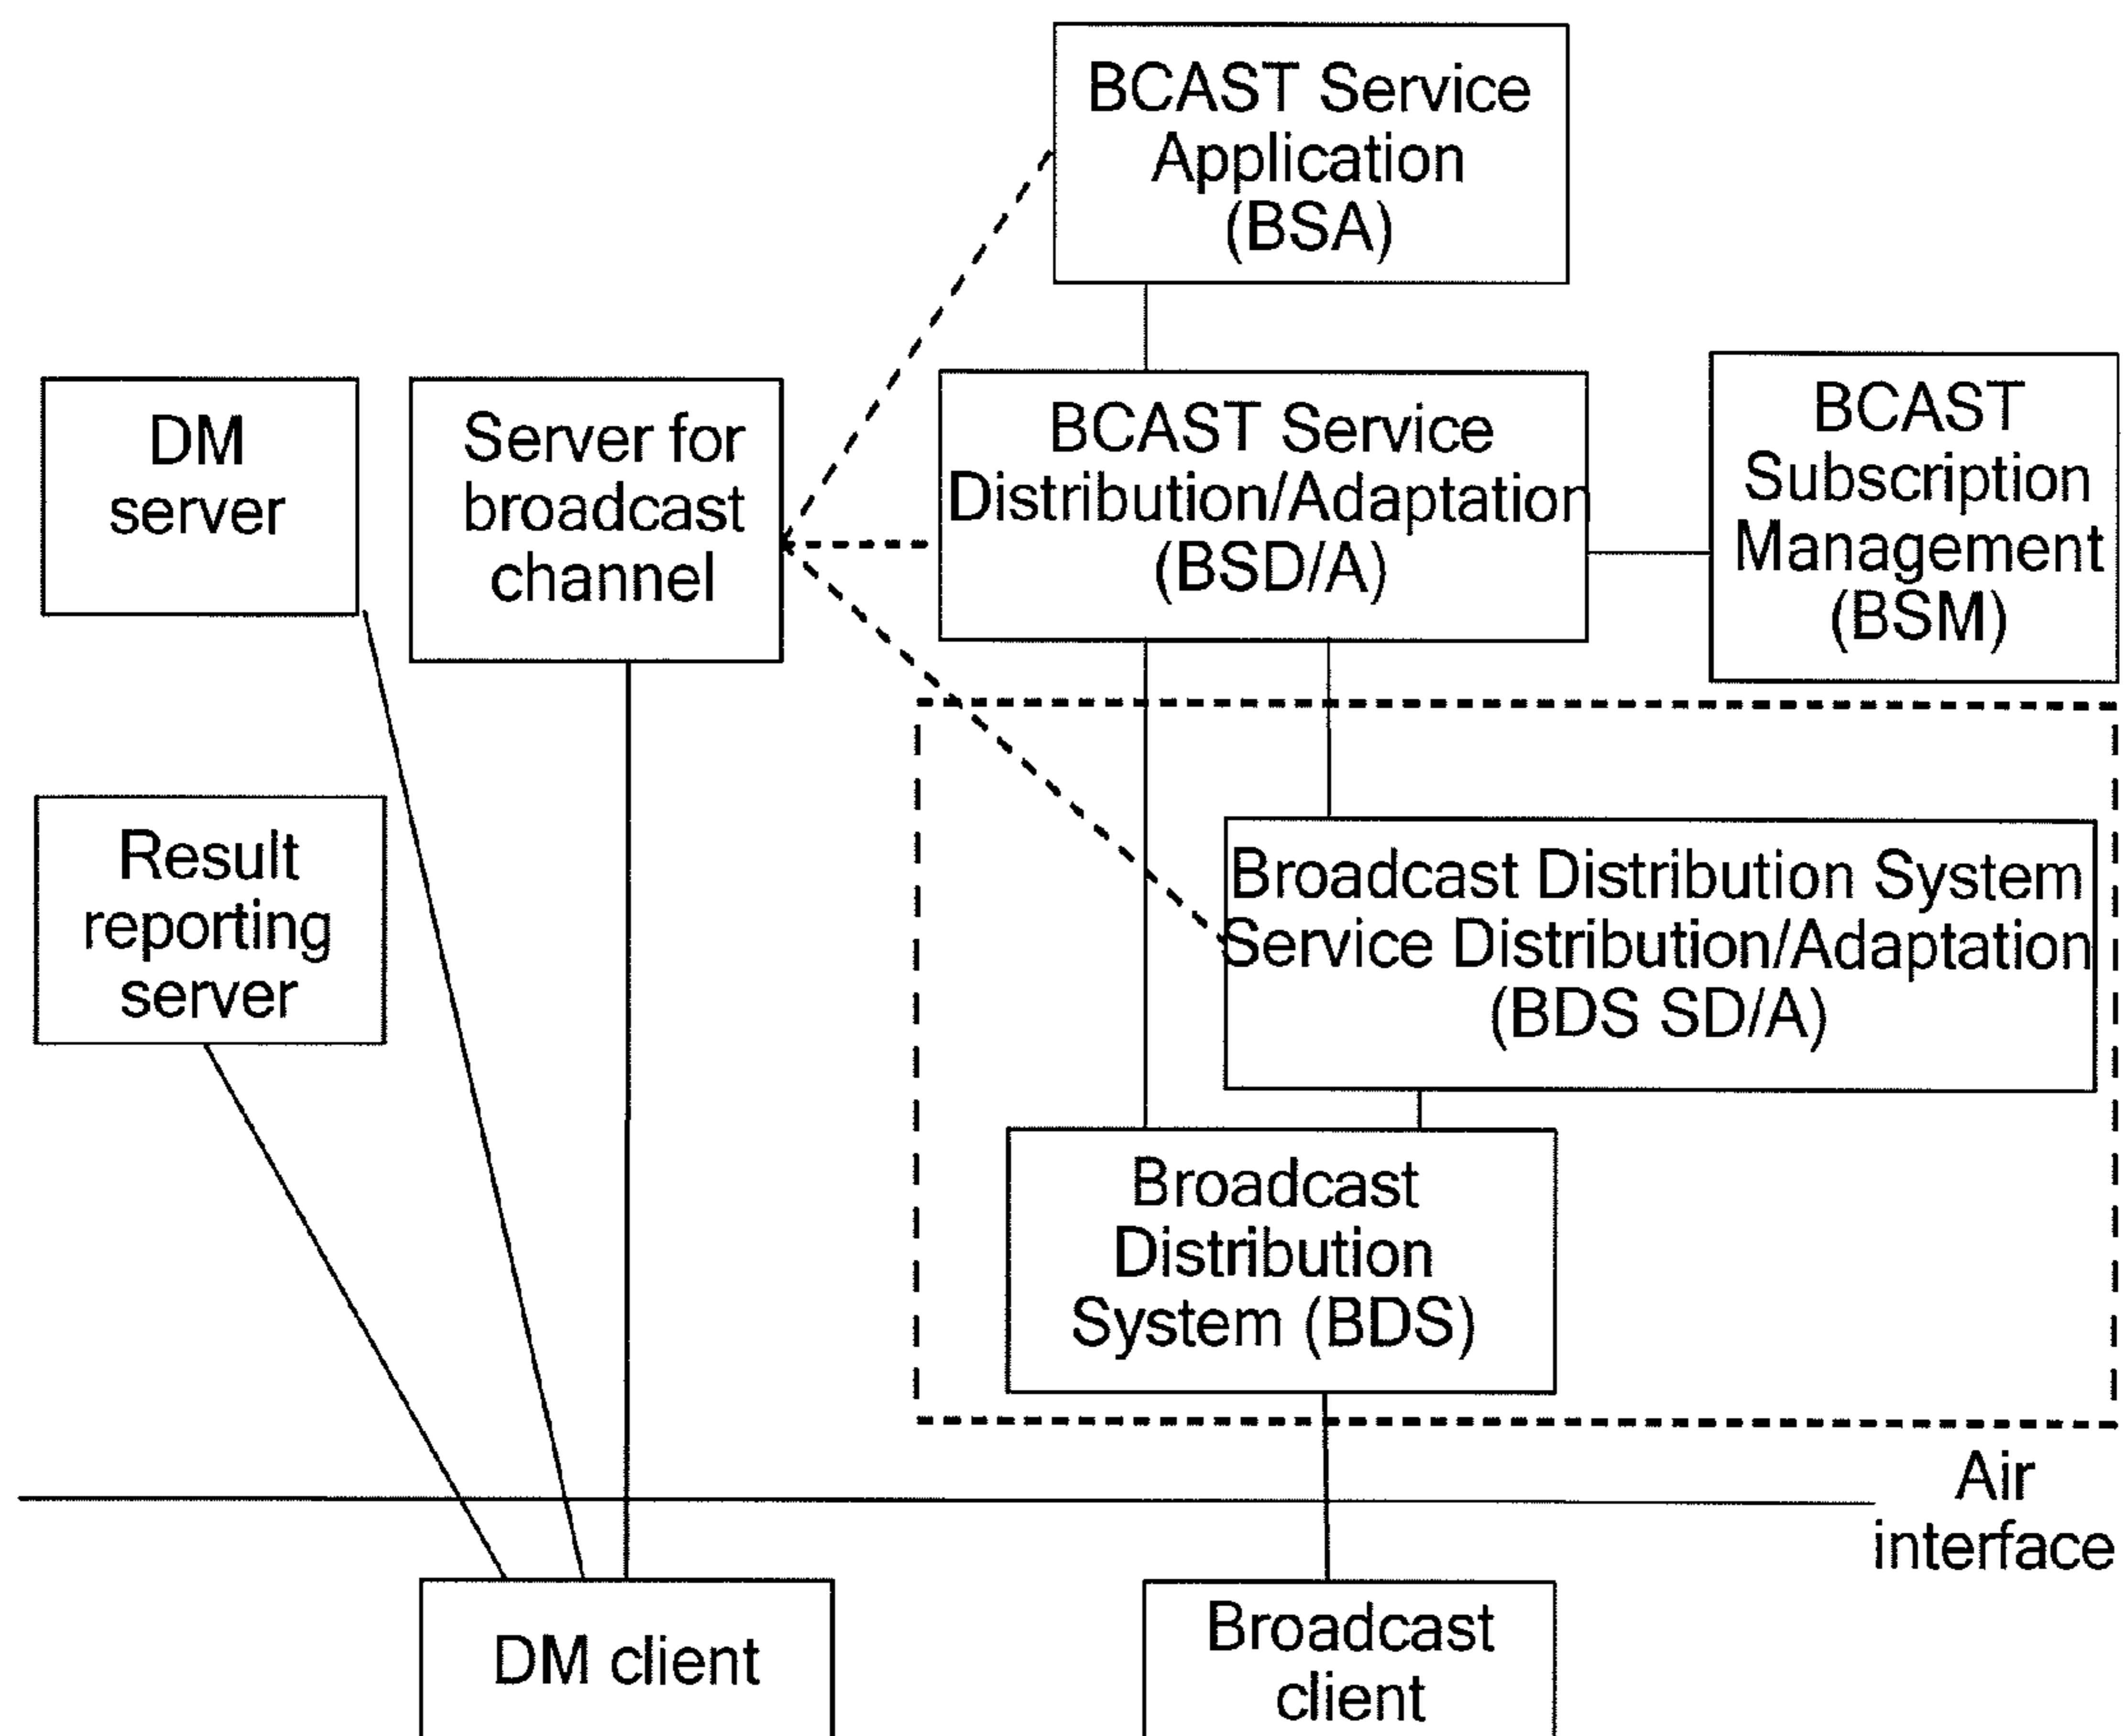 BCAST Service
Application
(BSA)
DM
server
Server for
broadcast
channel
BCAST Service
Distribution/Adaptation
(BSD/A)
BCAST
Subscription
Management
(BSM)
Result
reporting
server
Broadcast Distribution System
Service Distribution/Adaptation
(BDS SD/A)
Broadcast
Distribution
System (BDS)
Air
interface
DM client
Broadcast
client